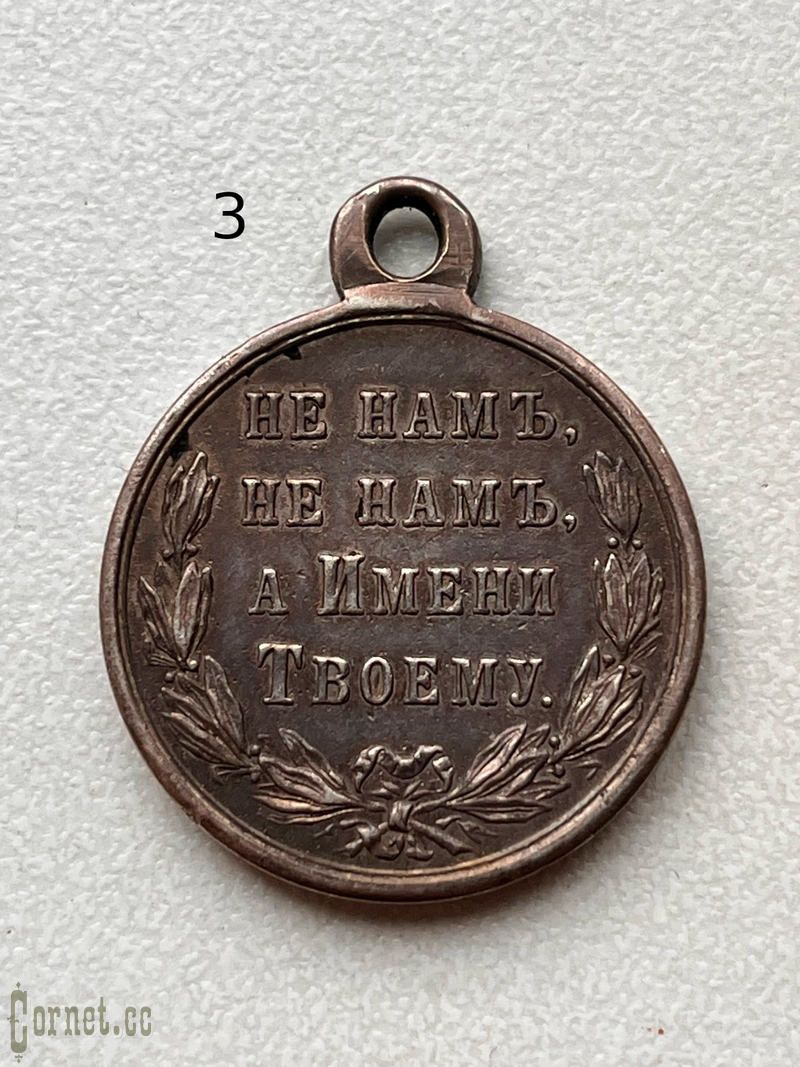 3
НЕ НАМЪ,
НЕ НАМЪ,
А ИМЕНИ
ТВОЕМУ.
Cornet.cc